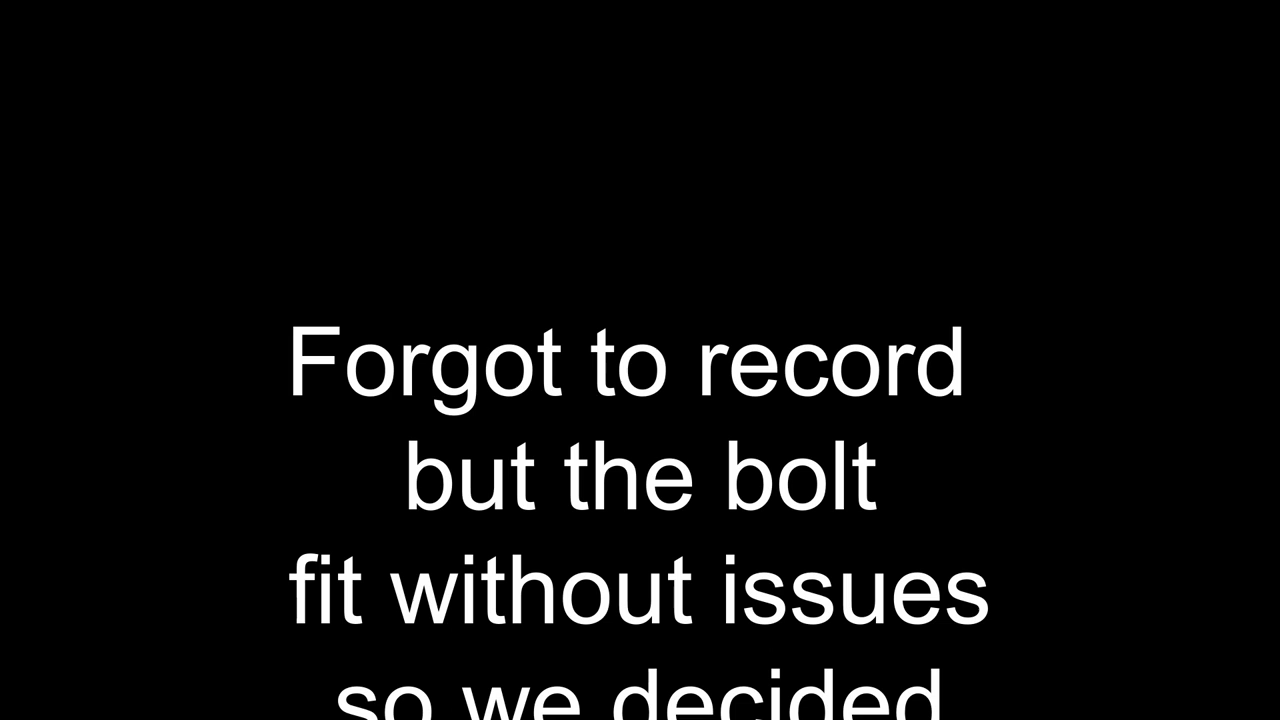 Forgot to record
but the bolt
fit without issues
so we decided